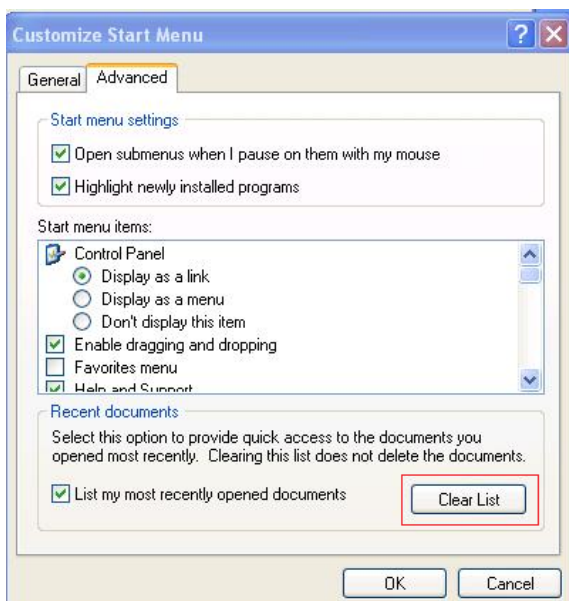 Customize Start Menu
General Advanced
Start menu settings
Open submenus when I pause on them with my mouse
Highlight newly installed programs
Start menu items:
Control Panel
Display as a link
Display as a menu
Don't display this item
Enable dragging and dropping
Favorites menu
Help and Support
Recent documents
Select this option to provide quick access to the documents you
opened most recently. Clearing this list does not delete the documents.
List my most recently opened documents Clear List
OK Cancel